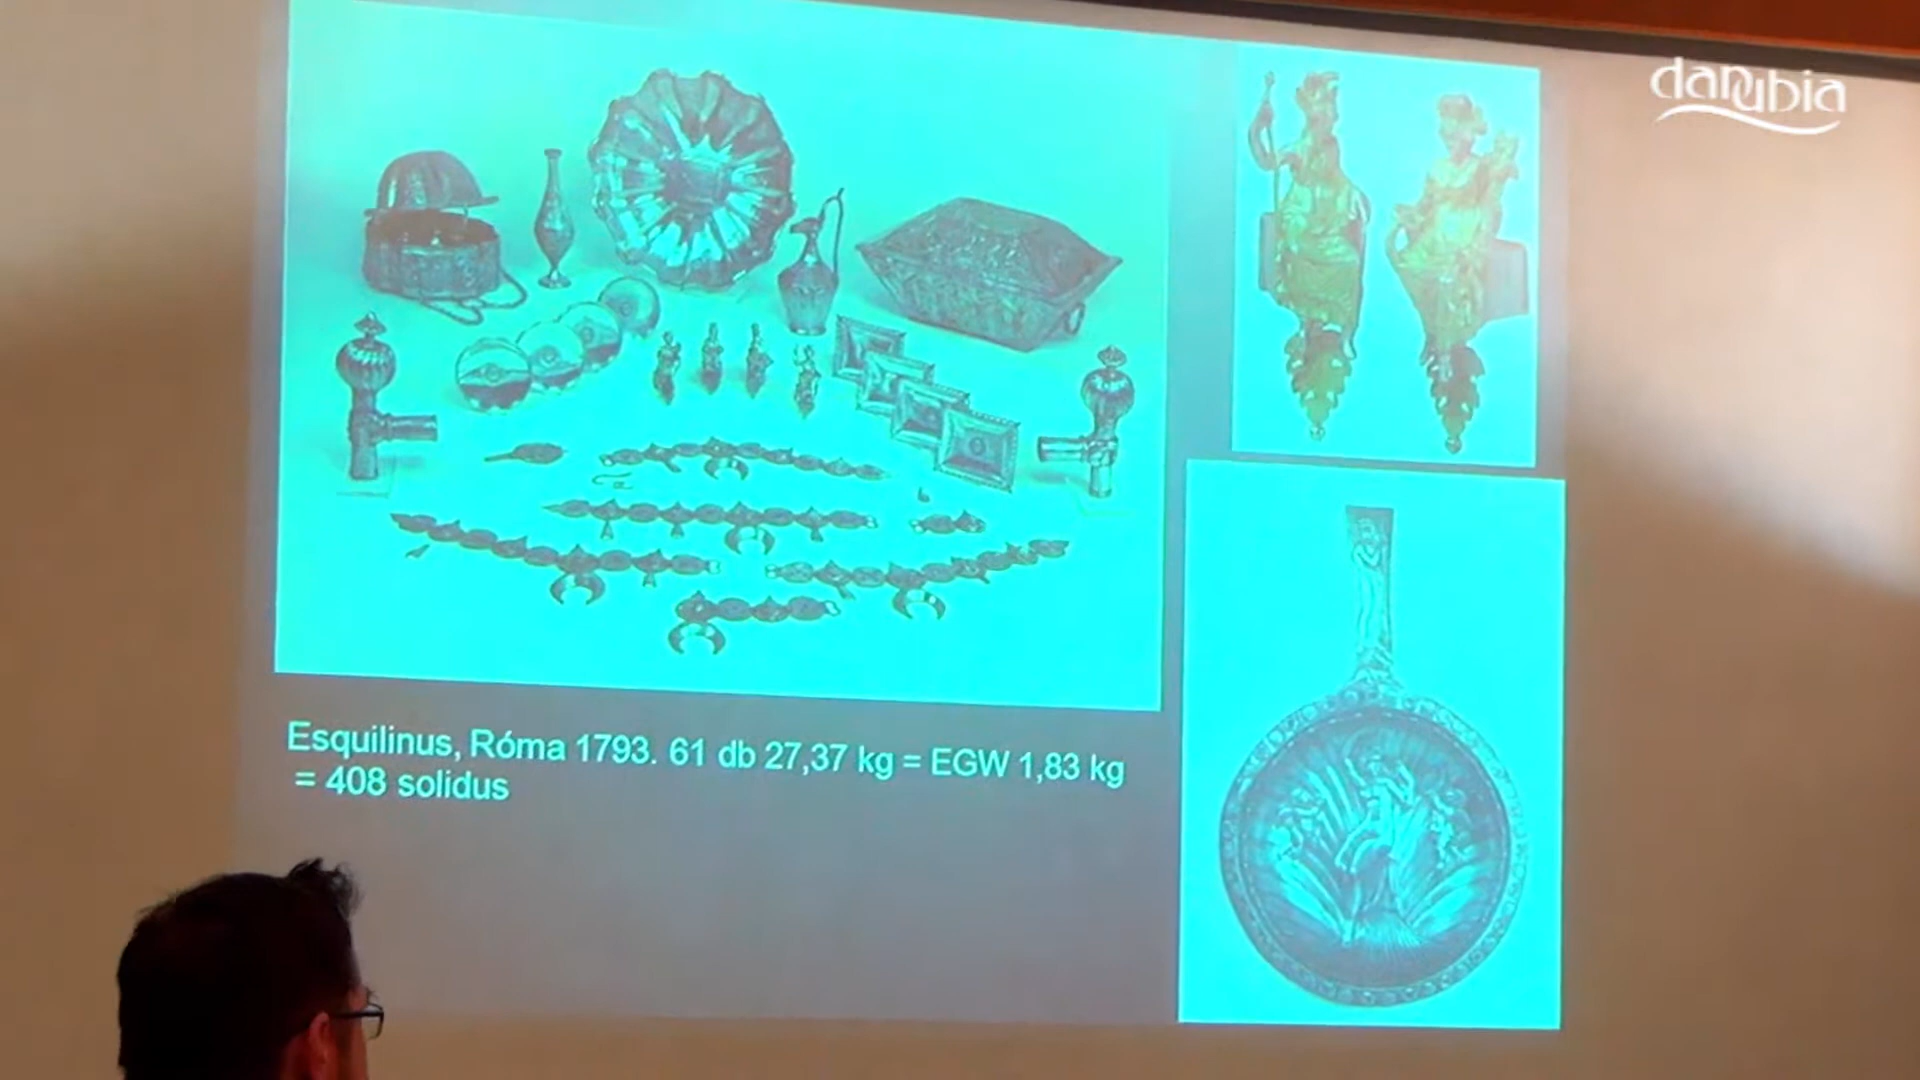 danubia
Esquilinus, Róma 1793. 61 db 27,37 kg = EGW 1,83 kg
= 408 solidus